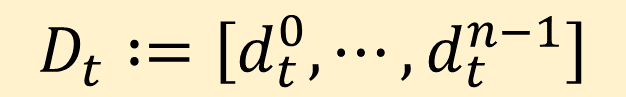 D_t := [d_t^0, ⋯, d_t^{n−1}]